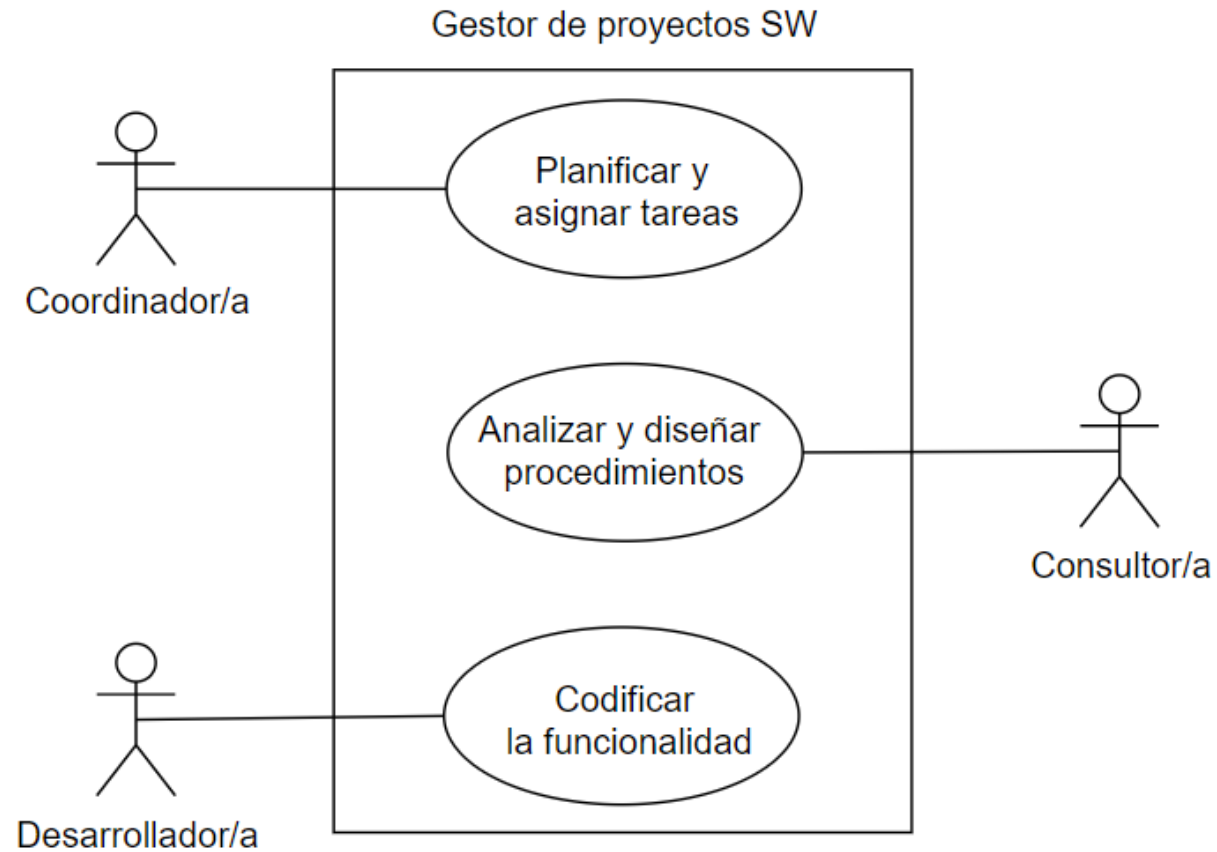 Gestor de proyectos SW
Planificar y
asignar tareas
Coordinador/a
Analizar y diseñar
procedimientos
Consultor/a
Codificar
la funcionalidad
Desarrollador/a